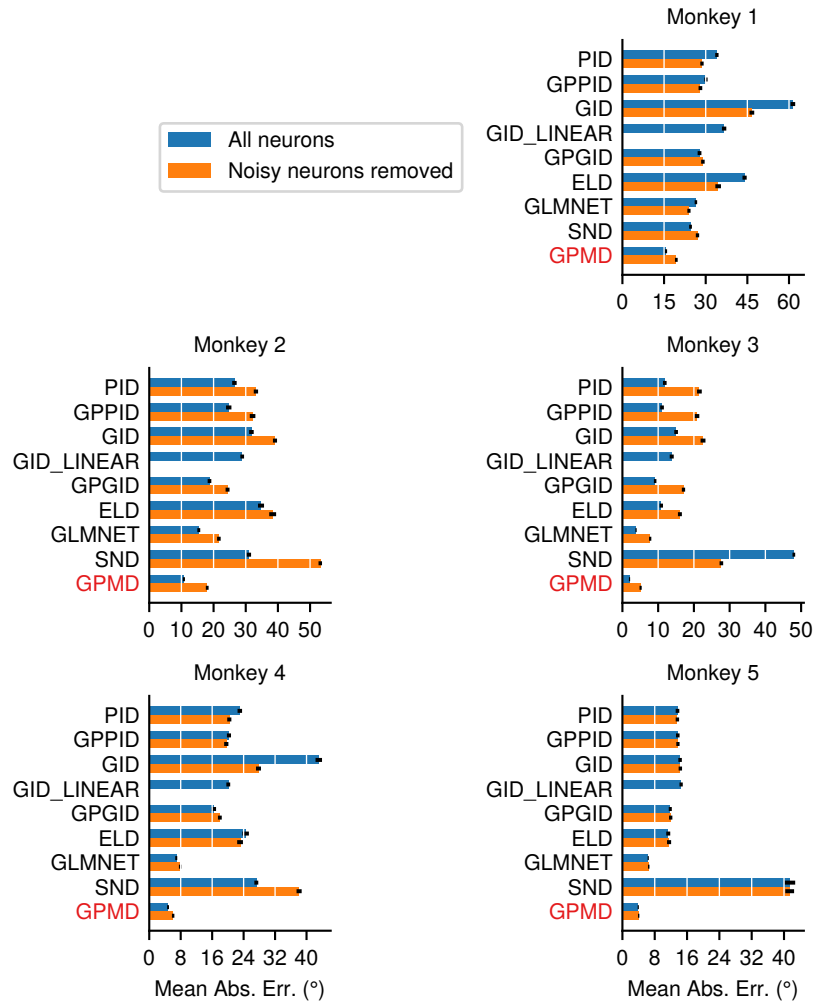 Monkey 1
PID
GPPID
GID
GID_LINEAR
GPGID
ELD
GLMNET
SND
GPMD
0 15 30 45 60
All neurons
Noisy neurons removed
Monkey 2
PID
GPPID
GID
GID_LINEAR
GPGID
ELD
GLMNET
SND
GPMD
0 10 20 30 40 50
Monkey 3
PID
GPPID
GID
GID_LINEAR
GPGID
ELD
GLMNET
SND
GPMD
0 10 20 30 40 50
Monkey 4
PID
GPPID
GID
GID_LINEAR
GPGID
ELD
GLMNET
SND
GPMD
0 8 16 24 32 40
Mean Abs. Err. (°)
Monkey 5
PID
GPPID
GID
GID_LINEAR
GPGID
ELD
GLMNET
SND
GPMD
0 8 16 24 32 40
Mean Abs. Err. (°)